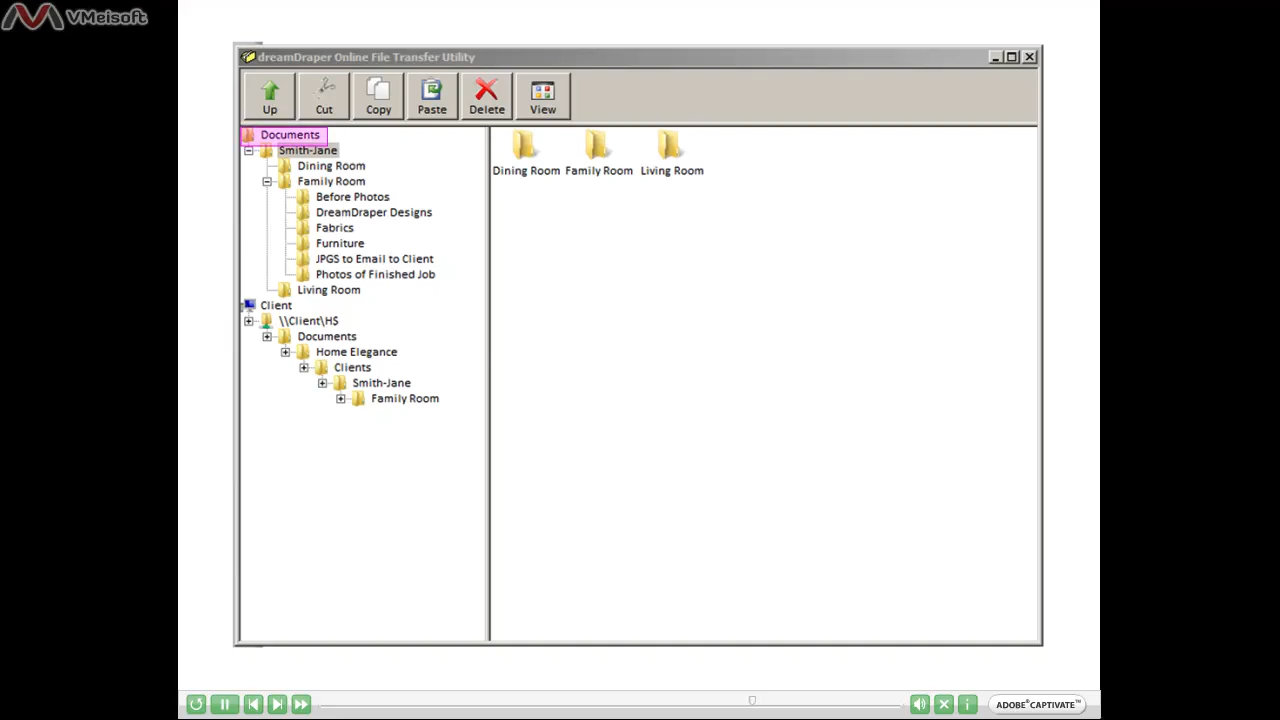 VMeisoft
dreamDraper Online File Transfer Utility
Up Cut Copy Paste Delete View
Documents
Smith-Jane
Dining Room
Family Room
Before Photos
DreamDraper Designs
Fabrics
Furniture
JPGS to Email to Client
Photos of Finished Job
Living Room
Client
\\Client\H$
Documents
Home Elegance
Clients
Smith-Jane
Family Room
Dining Room Family Room Living Room
ADOBE® CAPTIVATE™